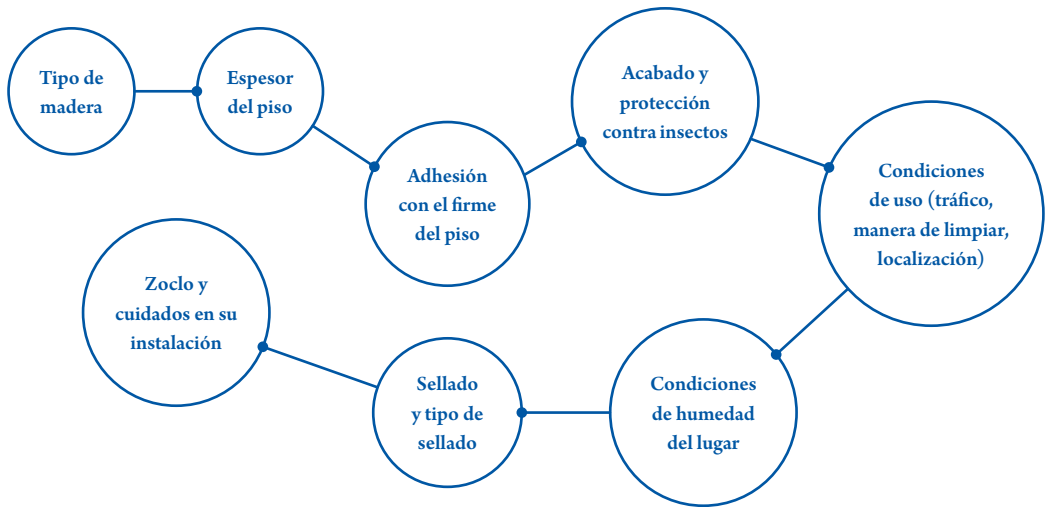 Tipo de
madera
Espesor
del piso
Adhesión
con el firme
del piso
Acabado y
protección
contra insectos
Condiciones
de uso (tráfico,
manera de limpiar,
localización)
Condiciones
de humedad
del lugar
Sellado
y tipo de
sellado
Zoclo y
cuidados en su
instalación